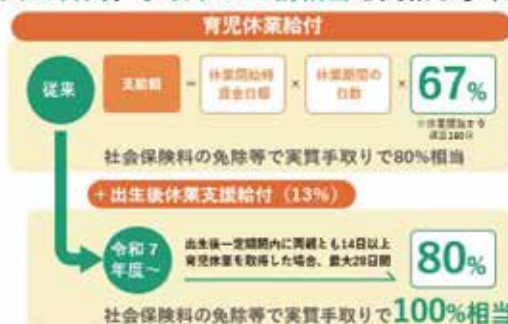 育児休業給付
従来
支給額 = 休業開始時賃金日額 × 休業期間の日数 × 67%
社会保険料の免除等で実質手取りで80%相当
+出生後休業支援給付（13%）
令和7年度～
出生後一定期間内に両親とも14日以上
育児休業を取得した場合、最大28日間
80%
社会保険料の免除等で実質手取りで100%相当